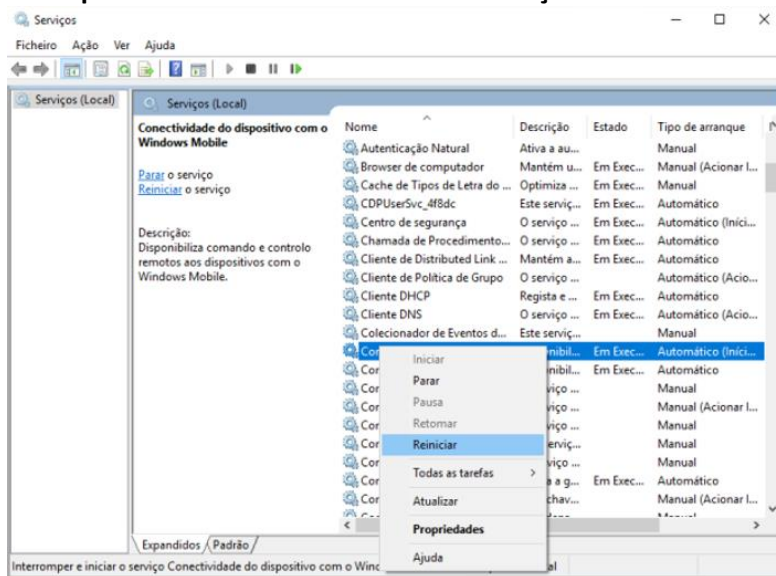 Serviços
Ficheiro Ação Ver Ajuda
Serviços (Local)
Serviços (Local)
Conectividade do dispositivo com o
Windows Mobile
Parar o serviço
Reiniciar o serviço
Descrição:
Disponibiliza comando e controlo
remotos aos dispositivos com o
Windows Mobile.
Nome Descrição Estado Tipo de arranque
Autenticação Natural Ativa a au... Manual
Browser de computador Mantém u... Em Exec... Manual (Acionar I...
Cache de Tipos de Letra do ... Optimiza ... Em Exec... Manual
CDPUserSvc_4f8dc Este serviç... Em Exec... Automático
Centro de segurança O serviço ... Em Exec... Automático (Iníci...
Chamada de Procedimento... O serviço ... Em Exec... Automático
Cliente de Distributed Link ... Mantém a... Em Exec... Automático
Cliente de Política de Grupo O serviço ... Automático (Acio...
Cliente DHCP Regista e ... Em Exec... Automático
Cliente DNS O serviço ... Em Exec... Automático (Acio...
Colecionador de Eventos d... Este serviç... Manual
Em Exec... Automático (Iníci...
Em Exec... Automático
Manual
Manual (Acionar I...
Manual
Manual
Manual
Em Exec... Automático
Manual (Acionar I...
Iniciar
Parar
Pausa
Retomar
Reiniciar
Todas as tarefas
Atualizar
Propriedades
Ajuda
Expandidos Padrão
Interromper e iniciar o serviço Conectividade do dispositivo com o